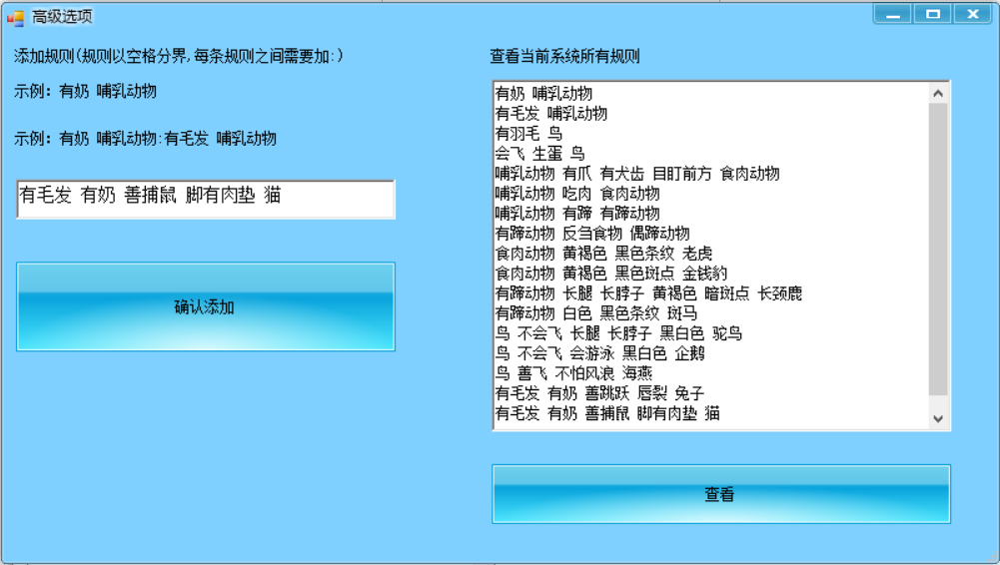 高级选项
添加规则(规则以空格分界,每条规则之间需要加:)
示例: 有奶 哺乳动物
示例: 有奶 哺乳动物:有毛发 哺乳动物
有毛发 有奶 善捕鼠 脚有肉垫 猫
确认添加
查看当前系统所有规则
有奶 哺乳动物
有毛发 哺乳动物
有羽毛 鸟
会飞 生蛋 鸟
哺乳动物 有爪 有犬齿 目盯前方 食肉动物
哺乳动物 吃肉 食肉动物
哺乳动物 有蹄 有蹄动物
有蹄动物 反刍食物 偶蹄动物
食肉动物 黄褐色 黑色条纹 老虎
食肉动物 黄褐色 黑色斑点 金钱豹
有蹄动物 长腿 长脖子 黄褐色 暗斑点 长颈鹿
有蹄动物 白色 黑色条纹 斑马
鸟 不会飞 长腿 长脖子 黑白色 驼鸟
鸟 不会飞 会游泳 黑白色 企鹅
鸟 善飞 不怕风浪 海燕
有毛发 有奶 善跳跃 唇裂 兔子
有毛发 有奶 善捕鼠 脚有肉垫 猫
查看